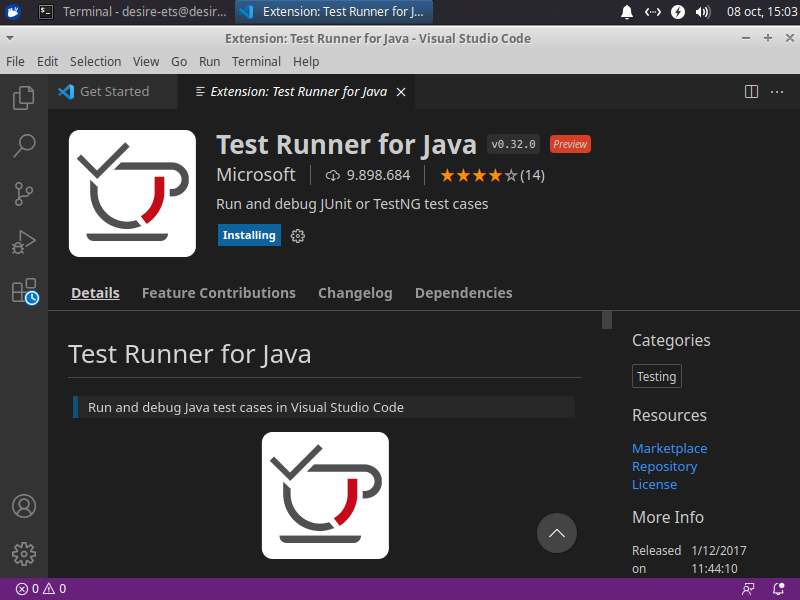 Terminal - desire-ets@desir...
Extension: Test Runner for J...
08 oct, 15:03
Extension: Test Runner for Java - Visual Studio Code
File Edit Selection View Go Run Terminal Help
Get Started
Extension: Test Runner for Java
Test Runner for Java v0.32.0 Preview
Microsoft 9.898.684 (14)
Run and debug JUnit or TestNG test cases
Installing
Details Feature Contributions Changelog Dependencies
Test Runner for Java
Run and debug Java test cases in Visual Studio Code
Categories
Testing
Resources
Marketplace
Repository
License
More Info
Released 1/12/2017
on 11:44:10
0 0